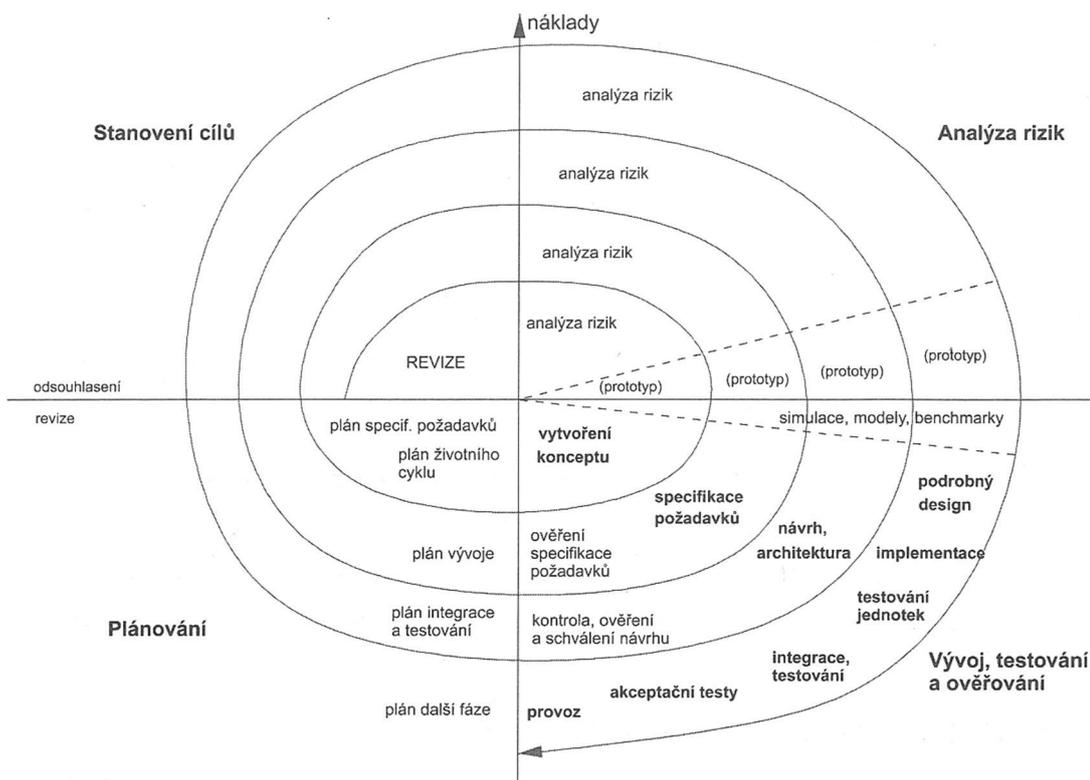 náklady
analýza rizik
Stanovení cílů
Analýza rizik
analýza rizik
analýza rizik
analýza rizik
REVIZE
(prototyp)
(prototyp)
(prototyp)
(prototyp)
odsouhlasení
revize
simulace, modely, benchmarky
plán specif. požadavků
plán životního
cyklu
vytvoření
konceptu
podrobný
design
specifikace
požadavků
návrh,
architektura
implementace
plán vývoje
ověření
specifikace
požadavků
testování
jednotek
plán integrace
a testování
kontrola, ověření
a schválení návrhu
Plánování
integrace,
testování
Vývoj, testování
a ověřování
akceptační testy
plán další fáze
provoz